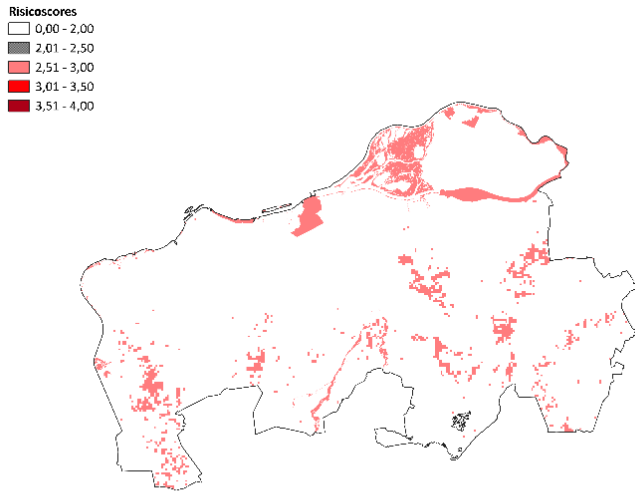 Risicoscores
0,00 - 2,00
2,01 - 2,50
2,51 - 3,00
3,01 - 3,50
3,51 - 4,00